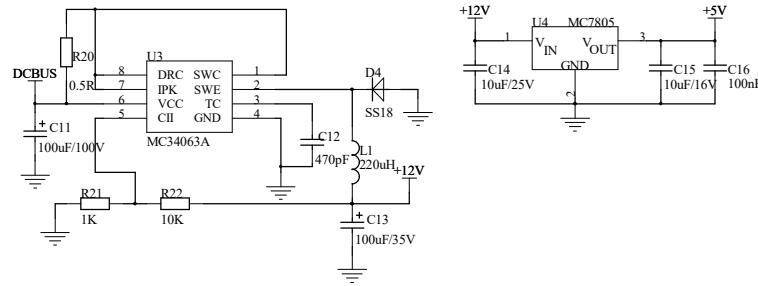 R20
0.5R
DCBUS
+
C11
100uF/100V
U3
8 DRC SWC 1
7 IPK SWE 2
6 VCC TC 3
5 CII GND 4
MC34063A
D4
SS18
C12
470pF
L1
220uH
+12V
R21
1K
R22
10K
+
C13
100uF/35V
+12V
+5V
U4 MC7805
1 VIN VOUT 3
GND
2
C14
10uF/25V
C15
10uF/16V
C16
100nF